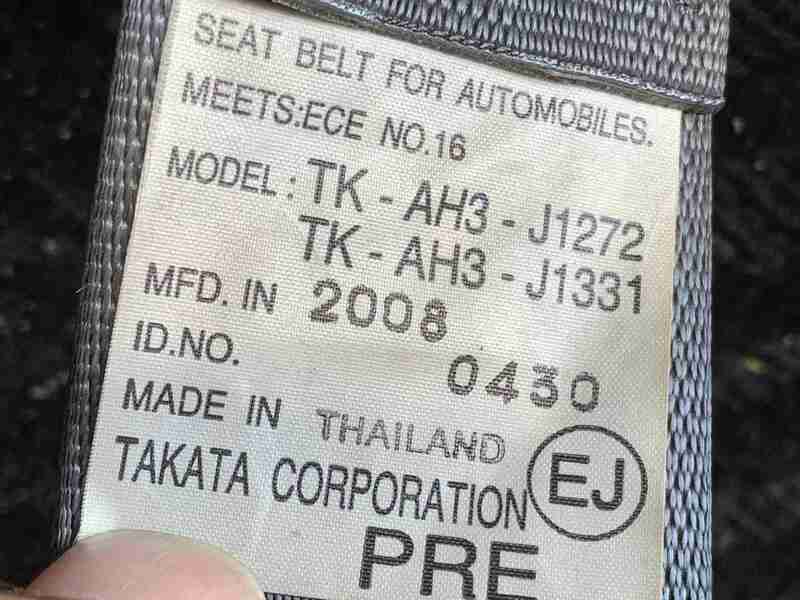 SEAT BELT FOR AUTOMOBILES.
MEETS:ECE NO.16
MODEL : TK - AH3 - J1272
TK - AH3 - J1331
MFD. IN 2008
ID.NO. 0430
MADE IN THAILAND
TAKATA CORPORATION EJ
PRE